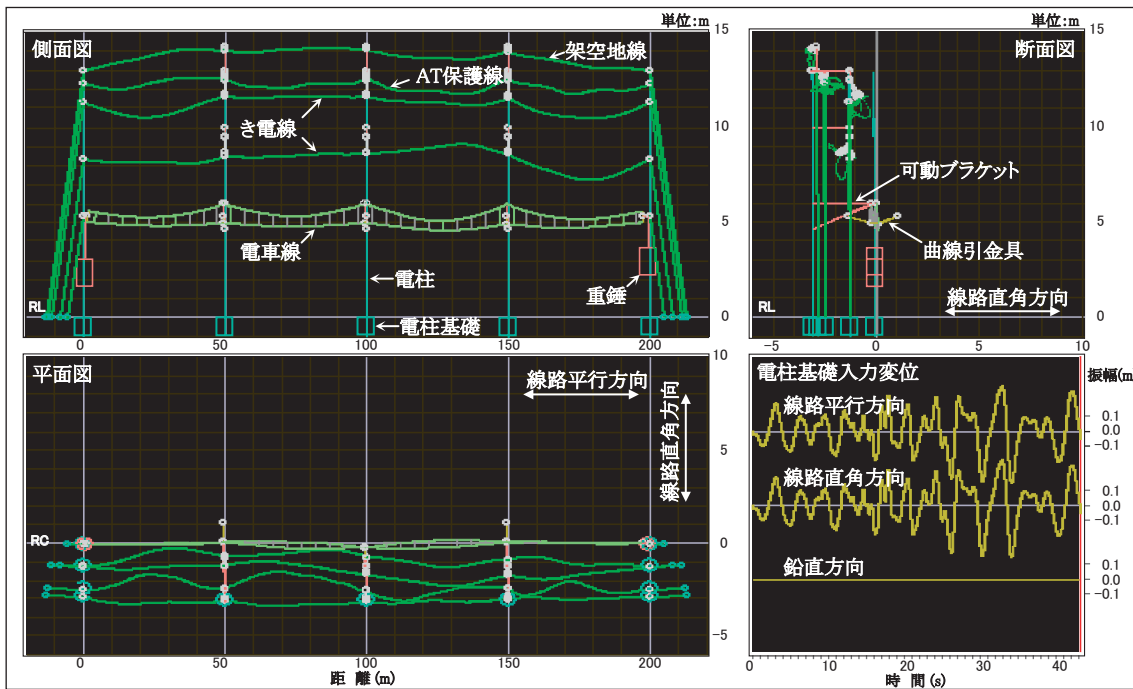 単位:m
側面図
架空地線
AT保護線
き電線
電車線
電柱
重錘
電柱基礎
RL
15
10
5
0
0 50 100 150 200
単位:m
断面図
可動ブラケット
曲線引金具
線路直角方向
RL
15
10
5
0
-5 0 5 10
平面図
線路平行方向
線路直角方向
RC
10
5
0
-5
0 50 100 150 200
距 離(m)
電柱基礎入力変位
振幅(m)
線路平行方向
0.1
0.0
-0.1
線路直角方向
0.1
0.0
-0.1
鉛直方向
0.1
0.0
-0.1
0 10 20 30 40
時 間(s)